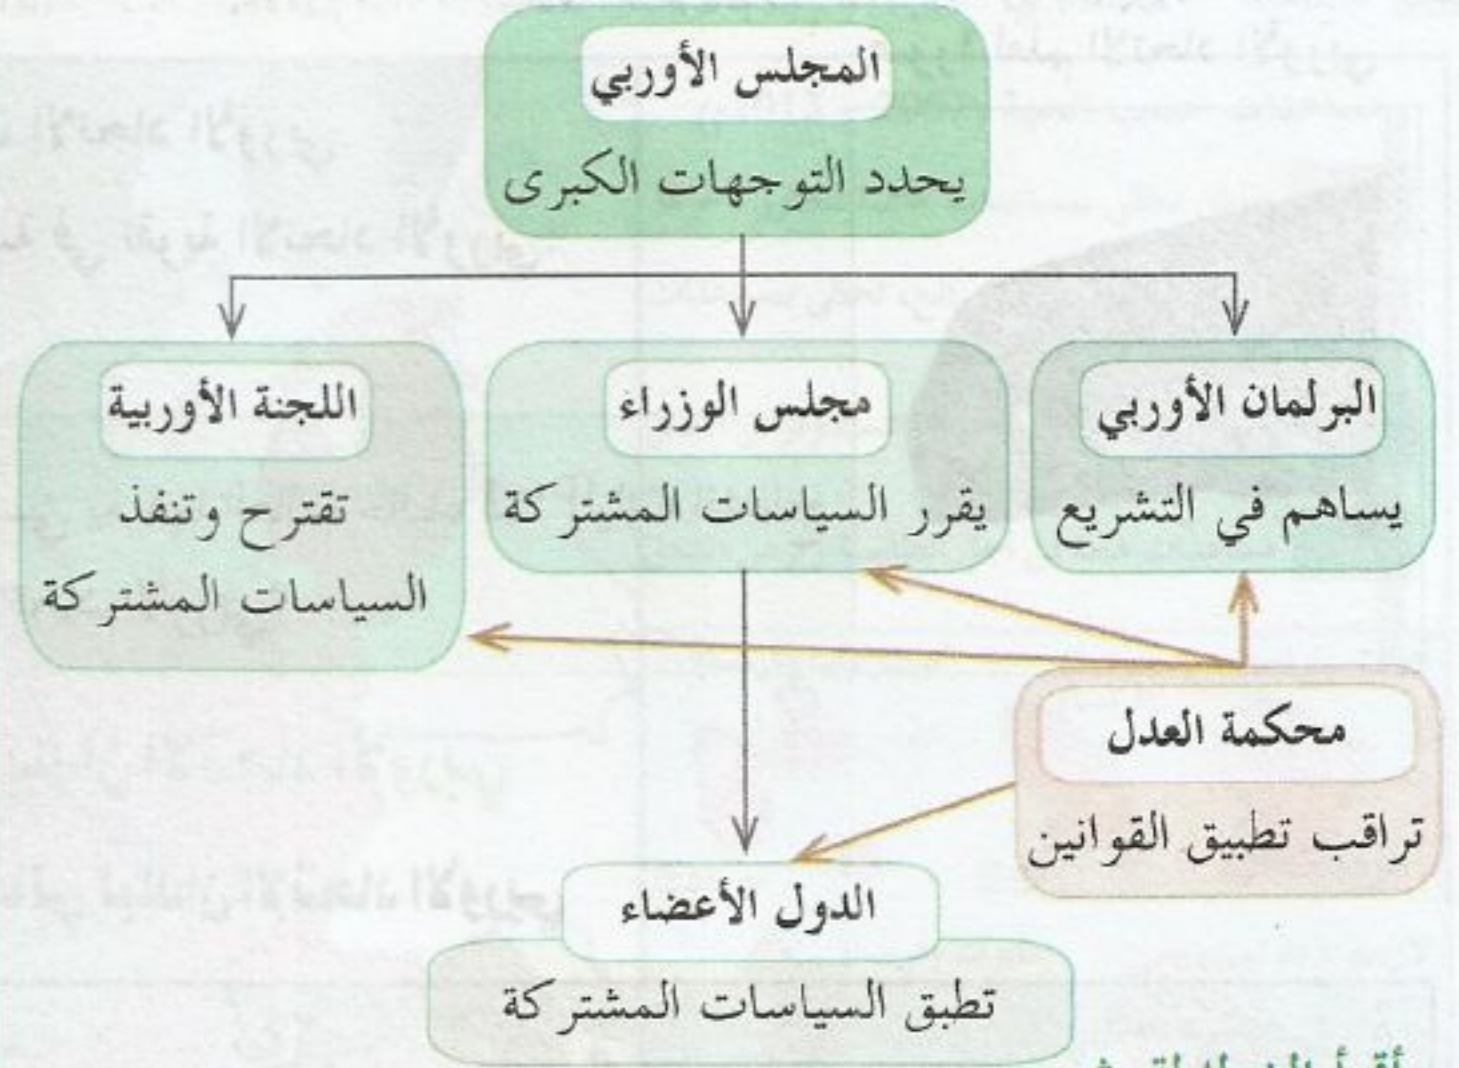 المجلس الأوربي
يحدد التوجهات الكبرى
البرلمان الأوربي
يساهم في التشريع
مجلس الوزراء
يقرر السياسات المشتركة
اللجنة الأوربية
تقترح وتنفذ
السياسات المشتركة
محكمة العدل
تراقب تطبيق القوانين
الدول الأعضاء
تطبق السياسات المشتركة